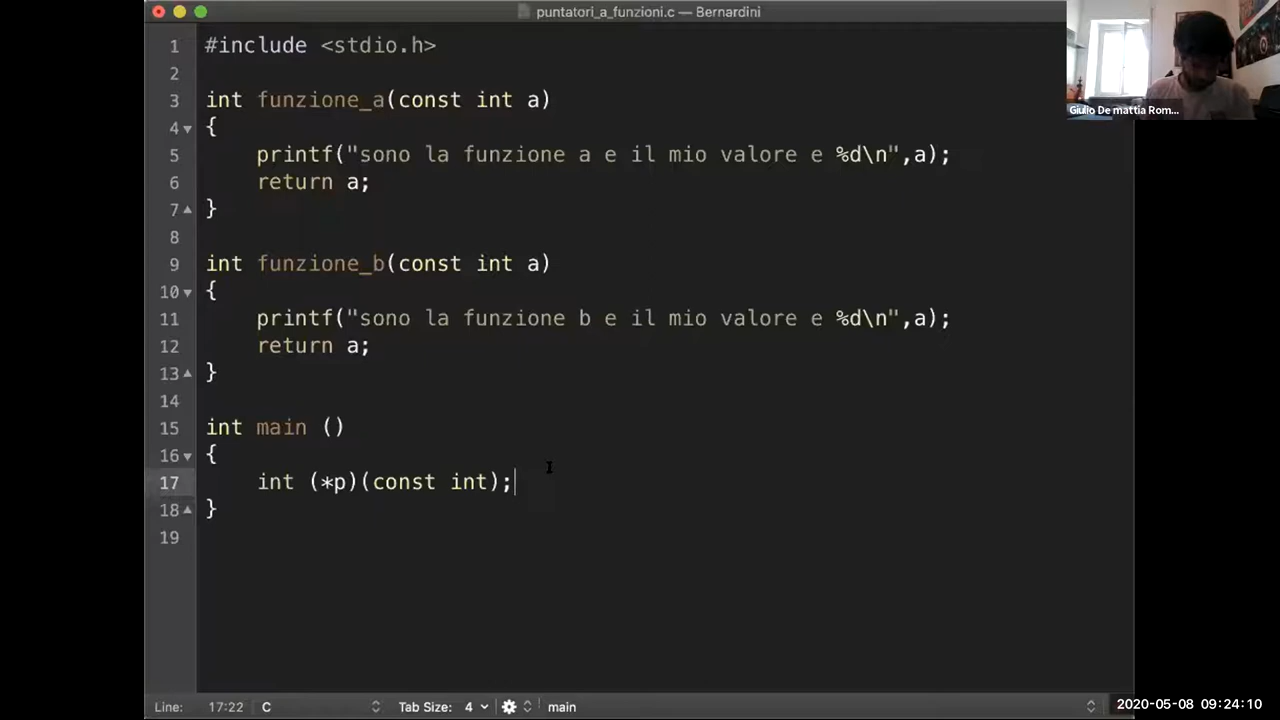 puntatori_a_funzioni.c — Bernardini
1 #include <stdio.h>
2
3 int funzione_a(const int a)
4 {
5 printf("sono la funzione a e il mio valore e %d\n",a);
6 return a;
7 }
8
9 int funzione_b(const int a)
10 {
11 printf("sono la funzione b e il mio valore e %d\n",a);
12 return a;
13 }
14
15 int main ()
16 {
17 int (*p)(const int);
18 }
19
Giulio De mattia Rom...
Line: 17:22 C Tab Size: 4 main
2020-05-08 09:24:10